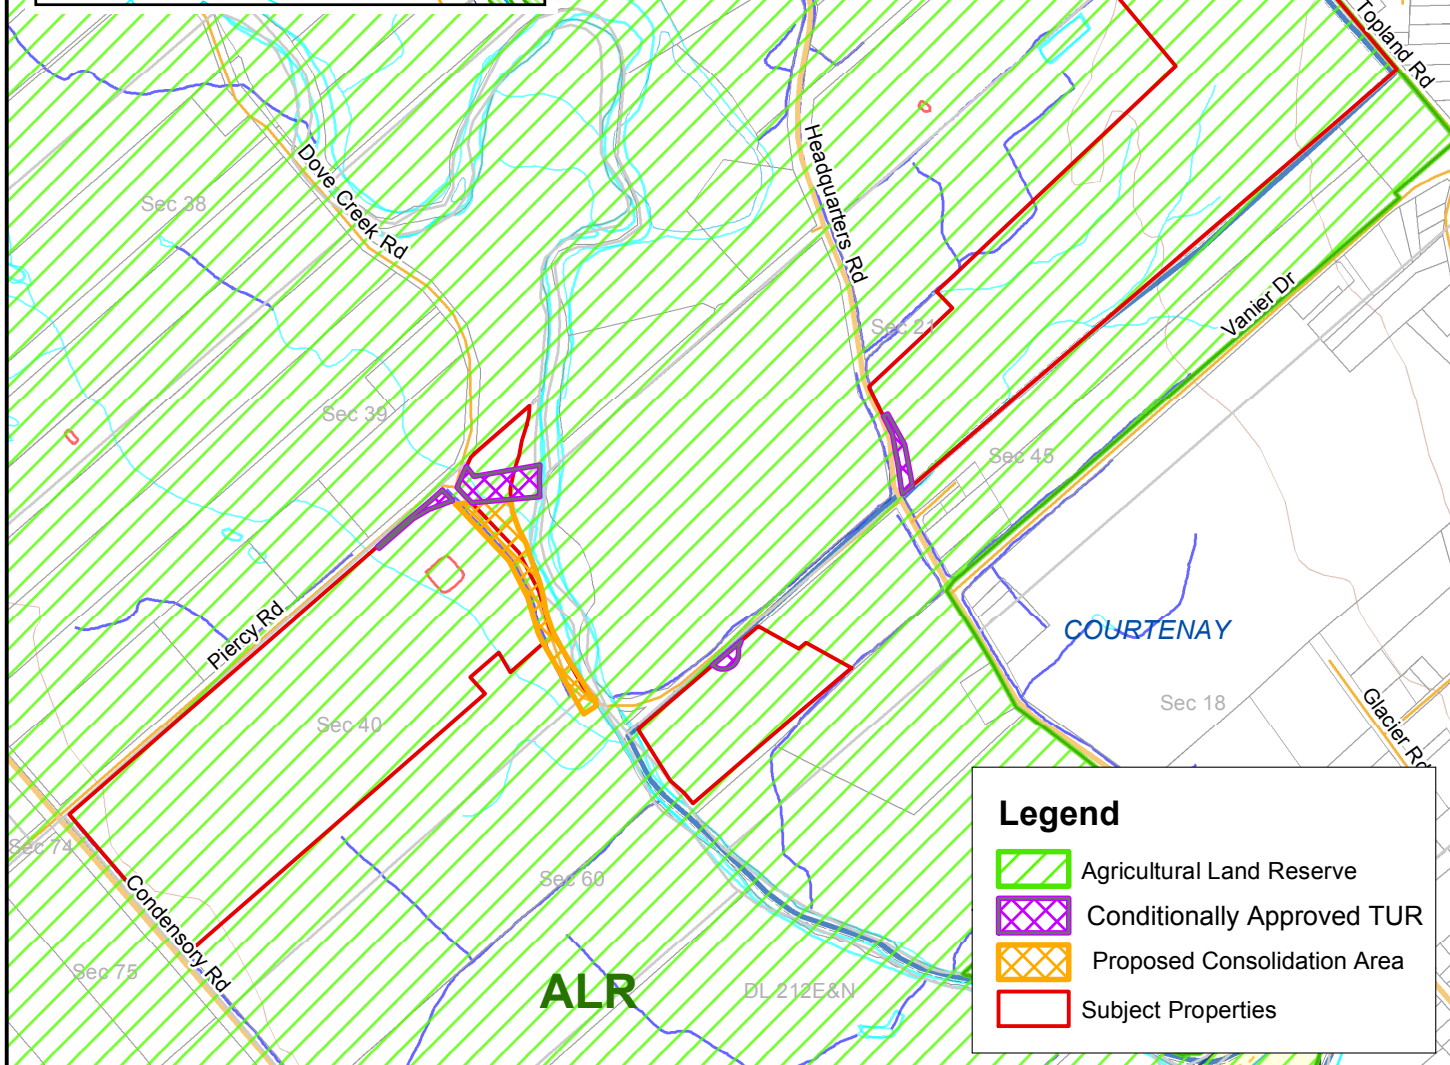 Topland Rd
Headquarters Rd
Dove Creek Rd
Sec 38
Vanier Dr
Sec 21
Sec 39
Sec 45
Piercy Rd
COURTENAY
Sec 18
Glacier Rd
Sec 40
Sec 74
Condensory Rd
Sec 60
Sec 75
ALR
DL 212E&N
Legend
Agricultural Land Reserve
Conditionally Approved TUR
Proposed Consolidation Area
Subject Properties